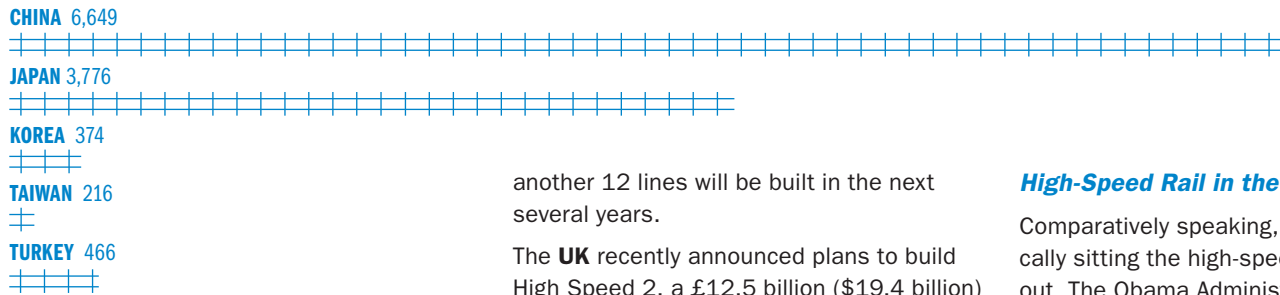 CHINA 6,649
JAPAN 3,776
KOREA 374
TAIWAN 216
TURKEY 466
another 12 lines will be built in the next
several years.
The UK recently announced plans to build
High Speed 2, a £12.5 billion ($19.4 billion)
High-Speed Rail in the
Comparatively speaking,
cally sitting the high-spee
out. The Obama Adminis